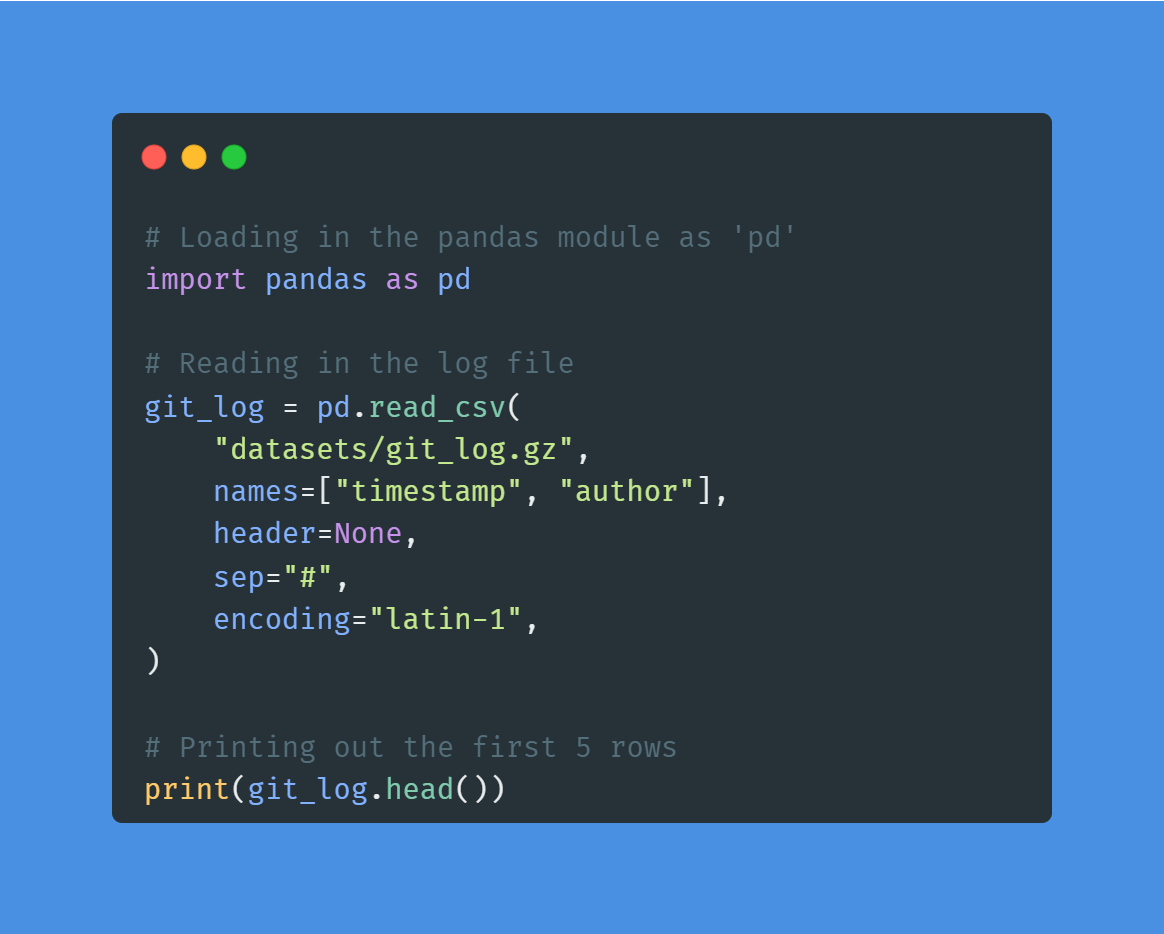 # Loading in the pandas module as 'pd'
import pandas as pd
# Reading in the log file
git_log = pd.read_csv(
    "datasets/git_log.gz",
    names=["timestamp", "author"],
    header=None,
    sep="#",
    encoding="latin-1",
)
# Printing out the first 5 rows
print(git_log.head())